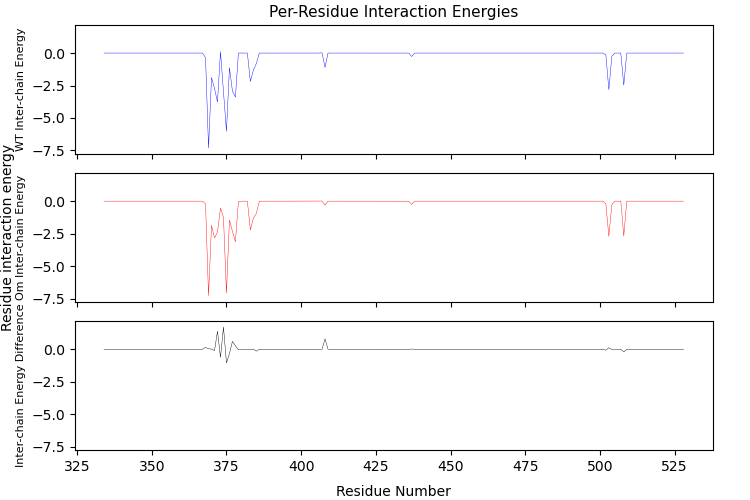 Per-Residue Interaction Energies
Residue interaction energy
WT Inter-chain Energy
0.0
−2.5
−5.0
−7.5
Om Inter-chain Energy
0.0
−2.5
−5.0
−7.5
Inter-chain Energy Difference
0.0
−2.5
−5.0
−7.5
325 350 375 400 425 450 475 500 525
Residue Number